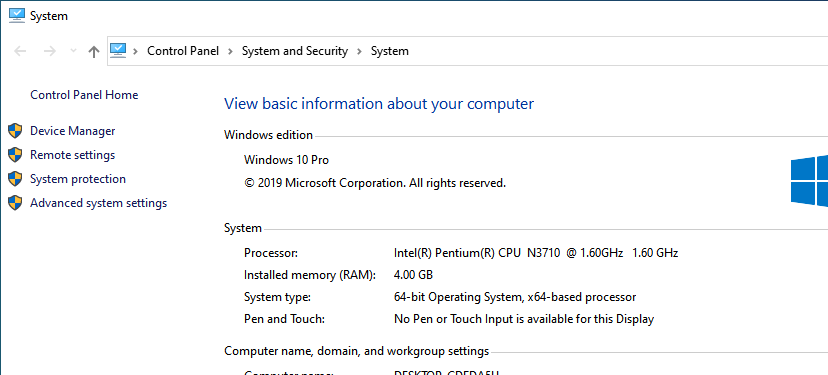 System
Control Panel > System and Security > System
Control Panel Home
Device Manager
Remote settings
System protection
Advanced system settings
View basic information about your computer
Windows edition
Windows 10 Pro
© 2019 Microsoft Corporation. All rights reserved.
System
Processor: Intel(R) Pentium(R) CPU N3710 @ 1.60GHz 1.60 GHz
Installed memory (RAM): 4.00 GB
System type: 64-bit Operating System, x64-based processor
Pen and Touch: No Pen or Touch Input is available for this Display
Computer name, domain, and workgroup settings
Computer name: